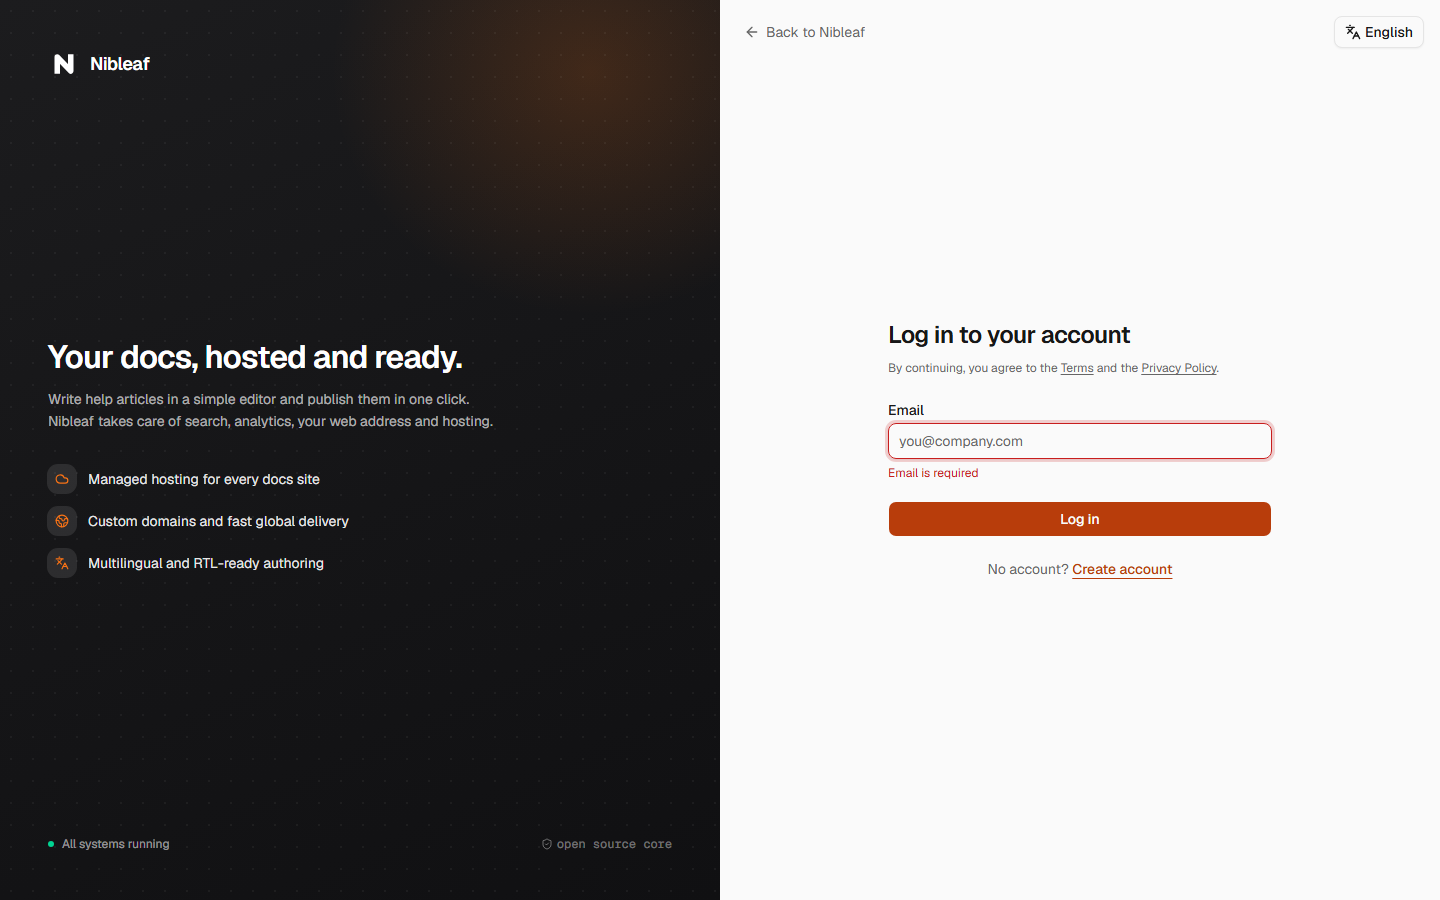 Nibleaf
Your docs, hosted and ready.
Write help articles in a simple editor and publish them in one click.
Nibleaf takes care of search, analytics, your web address and hosting.
Managed hosting for every docs site
Custom domains and fast global delivery
Multilingual and RTL-ready authoring
All systems running
open source core
Back to Nibleaf
English
Log in to your account
By continuing, you agree to the Terms and the Privacy Policy.
Email
you@company.com
Email is required
Log in
No account? Create account